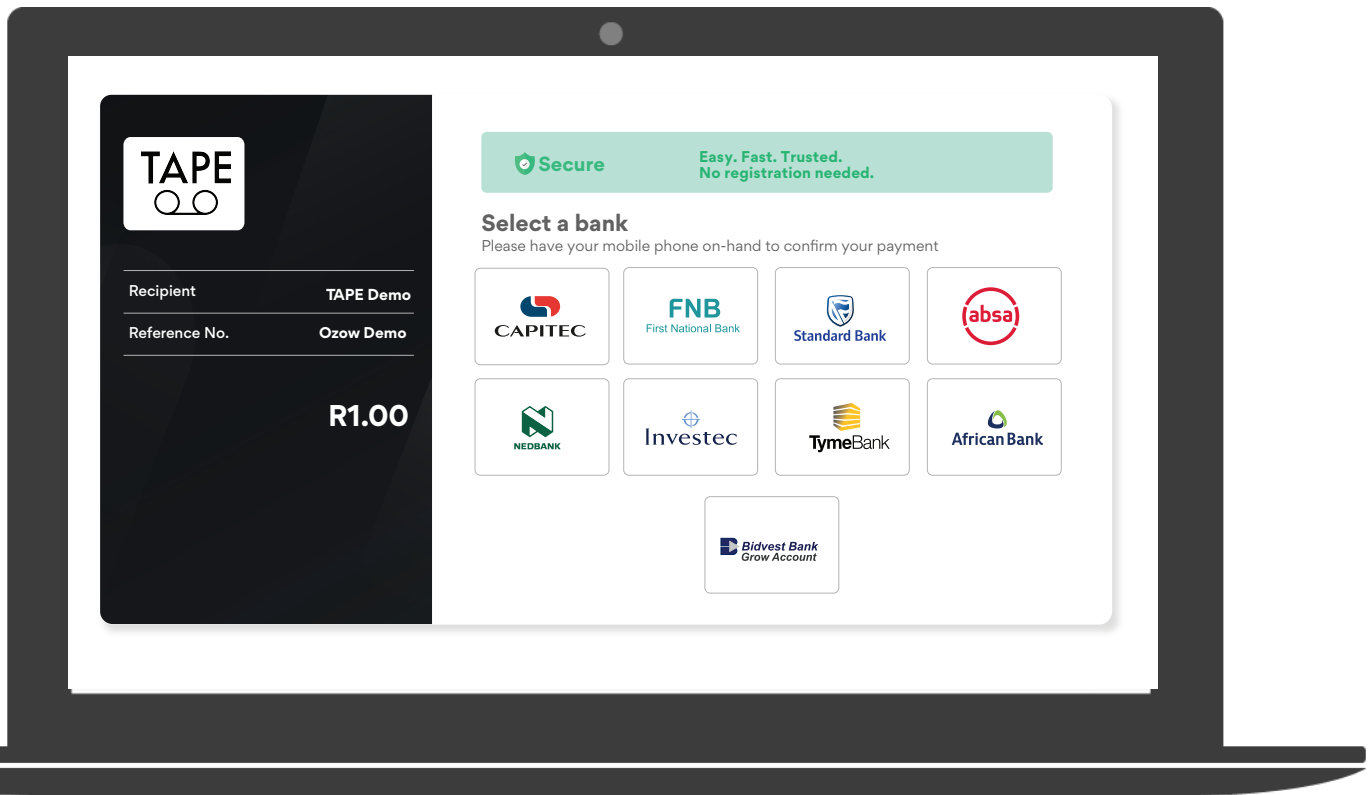 TAPE
Recipient
TAPE Demo
Reference No.
Ozow Demo
R1.00
Secure
Easy. Fast. Trusted.
No registration needed.
Select a bank
Please have your mobile phone on-hand to confirm your payment
CAPITEC
FNB
First National Bank
Standard Bank
absa
NEDBANK
Investec
TymeBank
African Bank
Bidvest Bank
Grow Account